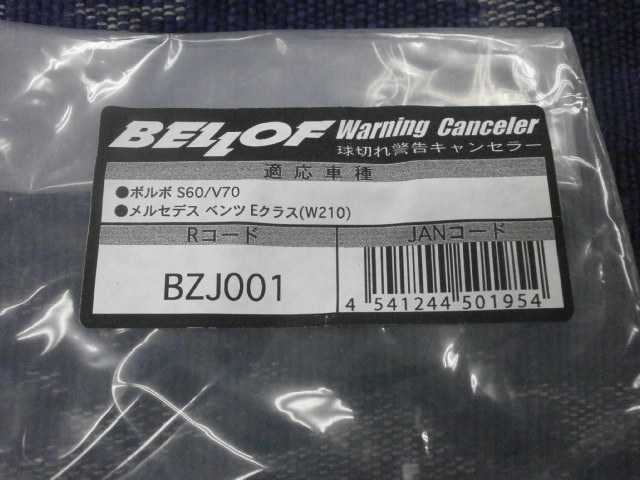 BELLOF Warning Canceler
球切れ警告キャンセラー
適応車種
●ボルボ S60/V70
●メルセデス ベンツ Eクラス(W210)
Rコード
JANコード
BZJ001
4 541244 501954